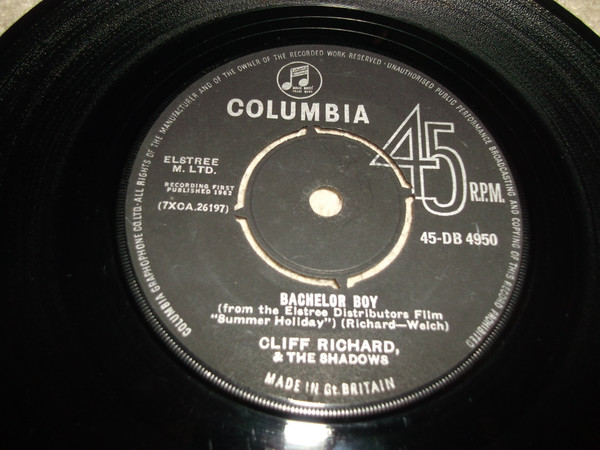 COLUMBIA GRAPHOPHONE CO. LTD.-ALL RIGHTS OF THE MANUFACTURER AND OF THE OWNER OF THE RECORDED WORK RESERVED-UNAUTHORISED PUBLIC PERFORMANCE BROADCASTING AND COPYING OF THIS RECORD PROHIBITED
COLUMBIA
45
R.P.M.
ELSTREE
M. LTD.
RECORDING FIRST
PUBLISHED 1962
(7XCA.26197)
45-DB 4950
BACHELOR BOY
(from the Elstree Distributors Film
"Summer Holiday") (Richard—Welch)
CLIFF RICHARD,
& THE SHADOWS
MADE IN Gt. BRITAIN